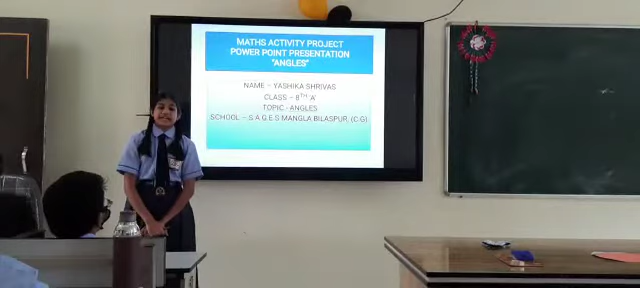 MATHS ACTIVITY PROJECT
POWER POINT PRESENTATION
"ANGLES"
NAME – YASHIKA SHRIVAS
CLASS – 8TH 'A'
TOPIC - ANGLES
SCHOOL – S.A.G.E.S MANGLA BILASPUR, (C.G).